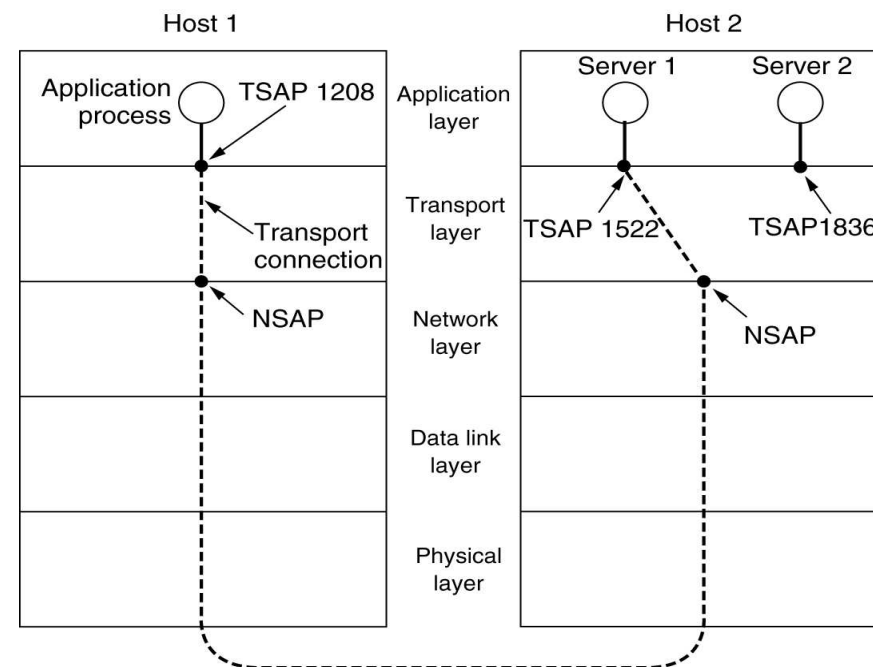 Host 1
Host 2
Application
process
TSAP 1208
Application
layer
Server 1
Server 2
Transport
connection
Transport
layer
TSAP 1522
TSAP1836
NSAP
Network
layer
NSAP
Data link
layer
Physical
layer